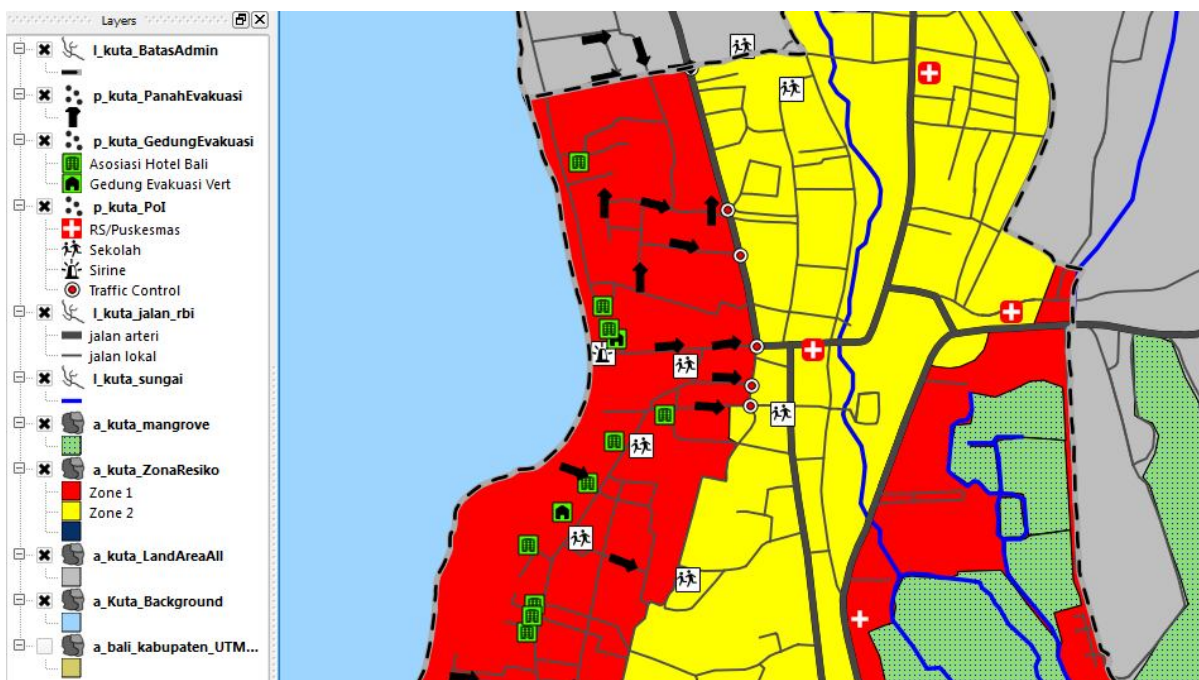 Layers
l_kuta_BatasAdmin
p_kuta_PanahEvakuasi
p_kuta_GedungEvakuasi
Asosiasi Hotel Bali
Gedung Evakuasi Vert
p_kuta_PoI
RS/Puskesmas
Sekolah
Sirine
Traffic Control
l_kuta_jalan_rbi
jalan arteri
jalan lokal
l_kuta_sungai
a_kuta_mangrove
a_kuta_ZonaResiko
Zone 1
Zone 2
a_kuta_LandAreaAll
a_Kuta_Background
a_bali_kabupaten_UTM...